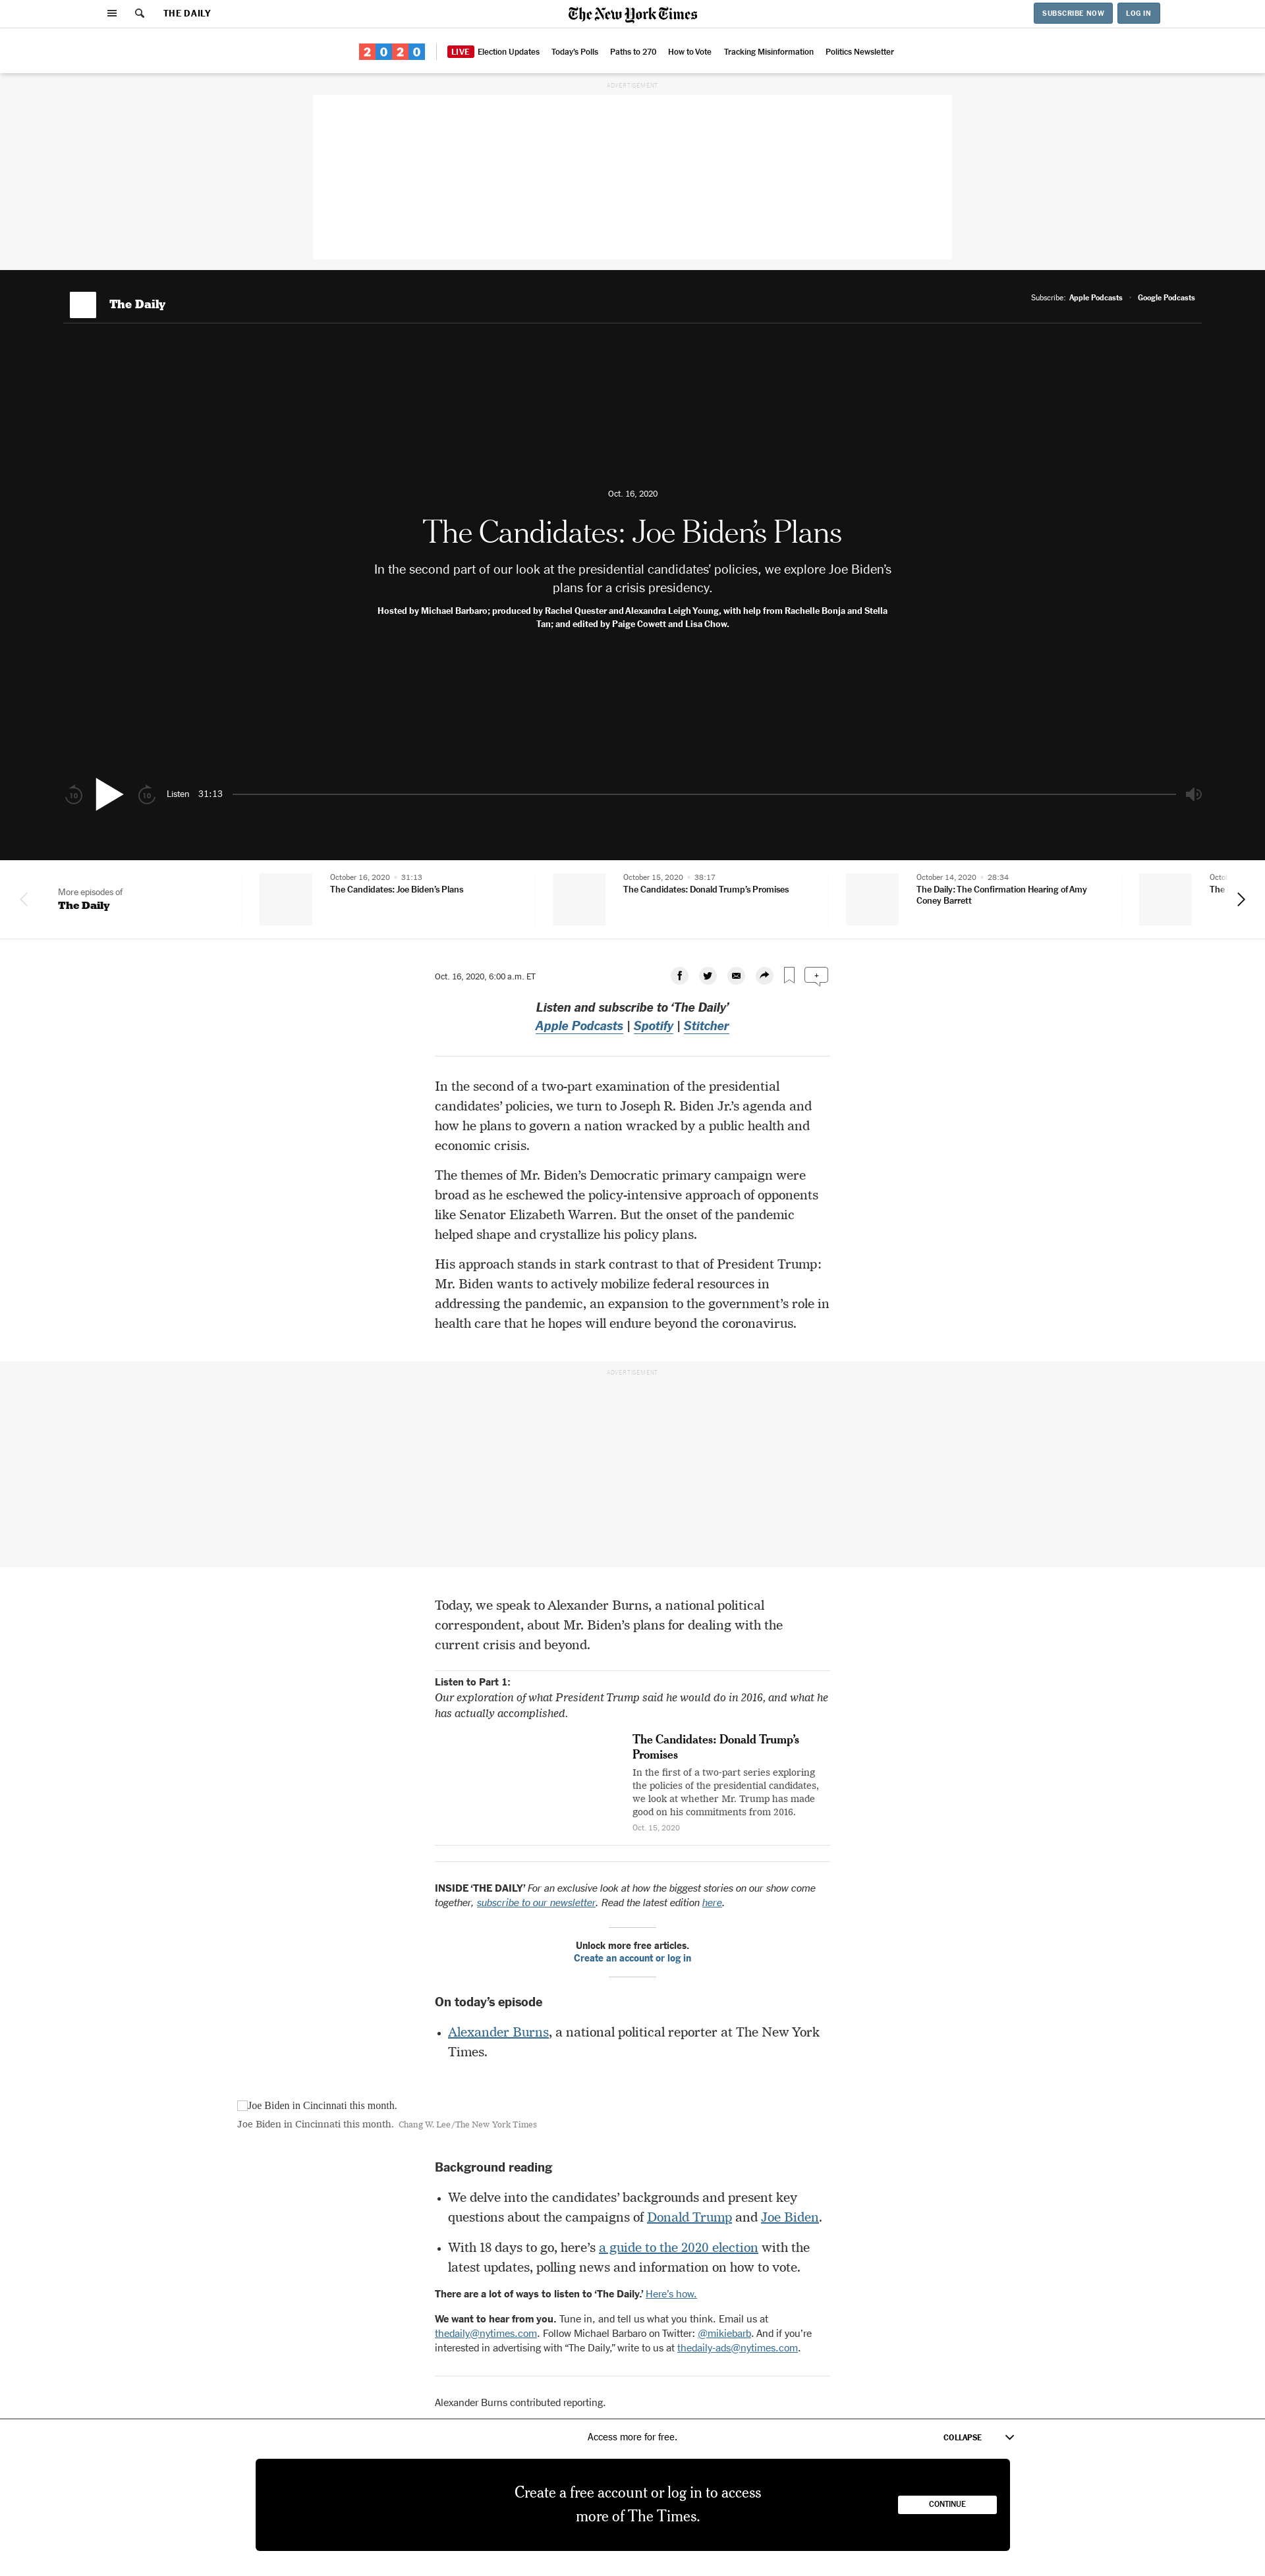 THE DAILY
The New York Times
SUBSCRIBE NOW
LOG IN
2020
LIVE Election Updates
Today's Polls
Paths to 270
How to Vote
Tracking Misinformation
Politics Newsletter
ADVERTISEMENT
The Daily
Subscribe: Apple Podcasts • Google Podcasts
Oct. 16, 2020
The Candidates: Joe Biden's Plans
In the second part of our look at the presidential candidates' policies, we explore Joe Biden's
plans for a crisis presidency.
Hosted by Michael Barbaro; produced by Rachel Quester and Alexandra Leigh Young, with help from Rachelle Bonja and Stella
Tan; and edited by Paige Cowett and Lisa Chow.
10
10
Listen 31:13
More episodes of
The Daily
October 16, 2020 • 31:13
The Candidates: Joe Biden's Plans
October 15, 2020 • 38:17
The Candidates: Donald Trump's Promises
October 14, 2020 • 28:34
The Daily: The Confirmation Hearing of Amy
Coney Barrett
The
Oct. 16, 2020, 6:00 a.m. ET
+
Listen and subscribe to ‘The Daily’
Apple Podcasts | Spotify | Stitcher
In the second of a two-part examination of the presidential
candidates’ policies, we turn to Joseph R. Biden Jr.’s agenda and
how he plans to govern a nation wracked by a public health and
economic crisis.
The themes of Mr. Biden’s Democratic primary campaign were
broad as he eschewed the policy-intensive approach of opponents
like Senator Elizabeth Warren. But the onset of the pandemic
helped shape and crystallize his policy plans.
His approach stands in stark contrast to that of President Trump:
Mr. Biden wants to actively mobilize federal resources in
addressing the pandemic, an expansion to the government’s role in
health care that he hopes will endure beyond the coronavirus.
ADVERTISEMENT
Today, we speak to Alexander Burns, a national political
correspondent, about Mr. Biden’s plans for dealing with the
current crisis and beyond.
Listen to Part 1:
Our exploration of what President Trump said he would do in 2016, and what he
has actually accomplished.
The Candidates: Donald Trump’s
Promises
In the first of a two-part series exploring
the policies of the presidential candidates,
we look at whether Mr. Trump has made
good on his commitments from 2016.
Oct. 15, 2020
INSIDE ‘THE DAILY’ For an exclusive look at how the biggest stories on our show come
together, subscribe to our newsletter. Read the latest edition here.
Unlock more free articles.
Create an account or log in
On today’s episode
• Alexander Burns, a national political reporter at The New York
Times.
Joe Biden in Cincinnati this month.
Joe Biden in Cincinnati this month. Chang W. Lee/The New York Times
Background reading
• We delve into the candidates’ backgrounds and present key
questions about the campaigns of Donald Trump and Joe Biden.
• With 18 days to go, here’s a guide to the 2020 election with the
latest updates, polling news and information on how to vote.
There are a lot of ways to listen to ‘The Daily.’ Here’s how.
We want to hear from you. Tune in, and tell us what you think. Email us at
thedaily@nytimes.com. Follow Michael Barbaro on Twitter: @mikiebarb. And if you’re
interested in advertising with “The Daily,” write to us at thedaily-ads@nytimes.com.
Alexander Burns contributed reporting.
Access more for free.
COLLAPSE
Create a free account or log in to access
more of The Times.
CONTINUE